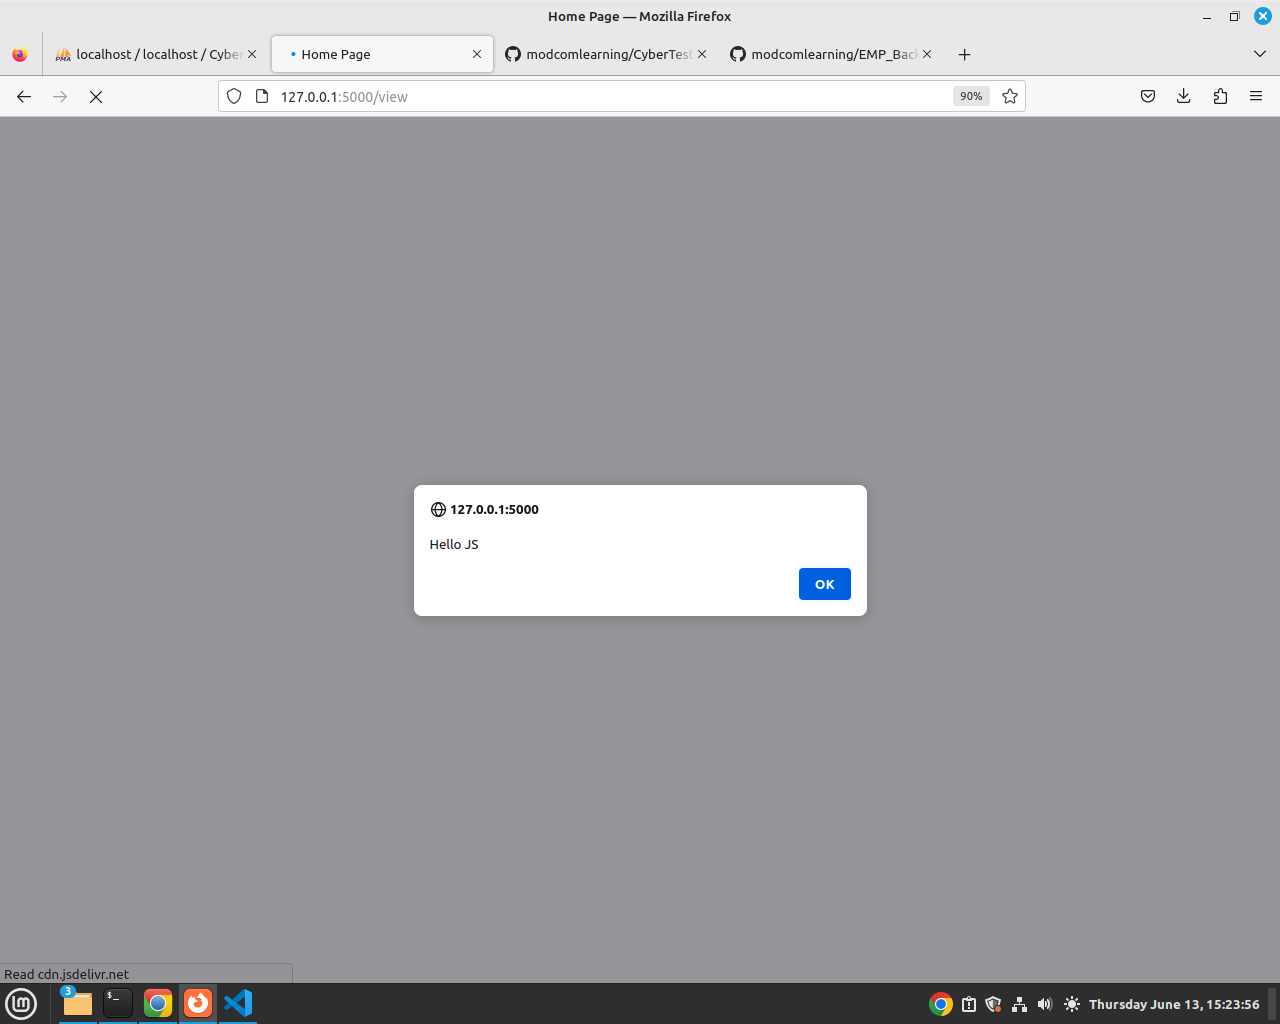 Home Page — Mozilla Firefox
localhost / localhost / Cyber
Home Page
modcomlearning/CyberTest
modcomlearning/EMP_Back
127.0.0.1:5000/view
90%
127.0.0.1:5000
Hello JS
OK
Read cdn.jsdelivr.net
3
Thursday June 13, 15:23:56